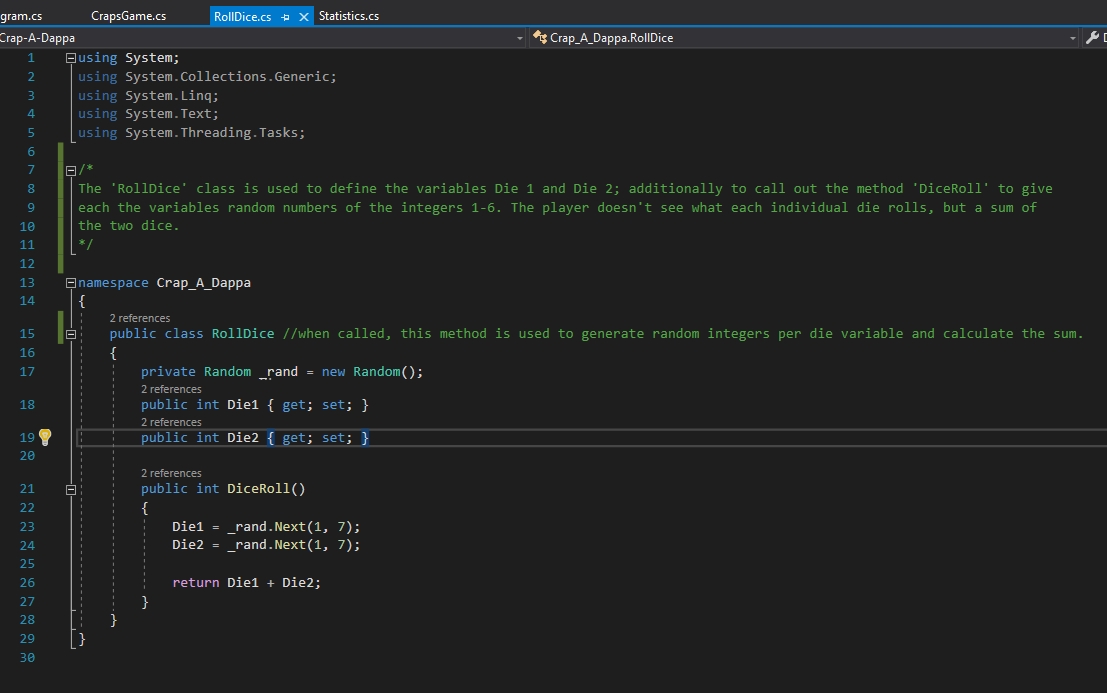 gram.cs CrapsGame.cs RollDice.cs Statistics.cs
Crap-A-Dappa Crap_A_Dappa.RollDice
1 using System;
2 using System.Collections.Generic;
3 using System.Linq;
4 using System.Text;
5 using System.Threading.Tasks;
6
7 /*
8 The 'RollDice' class is used to define the variables Die 1 and Die 2; additionally to call out the method 'DiceRoll' to give
9 each the variables random numbers of the integers 1-6. The player doesn't see what each individual die rolls, but a sum of
10 the two dice.
11 */
12
13 namespace Crap_A_Dappa
14 {
2 references
15 public class RollDice //when called, this method is used to generate random integers per die variable and calculate the sum.
16 {
17 private Random _rand = new Random();
2 references
18 public int Die1 { get; set; }
2 references
19 public int Die2 { get; set; }
20
2 references
21 public int DiceRoll()
22 {
23 Die1 = _rand.Next(1, 7);
24 Die2 = _rand.Next(1, 7);
25
26 return Die1 + Die2;
27 }
28 }
29 }
30